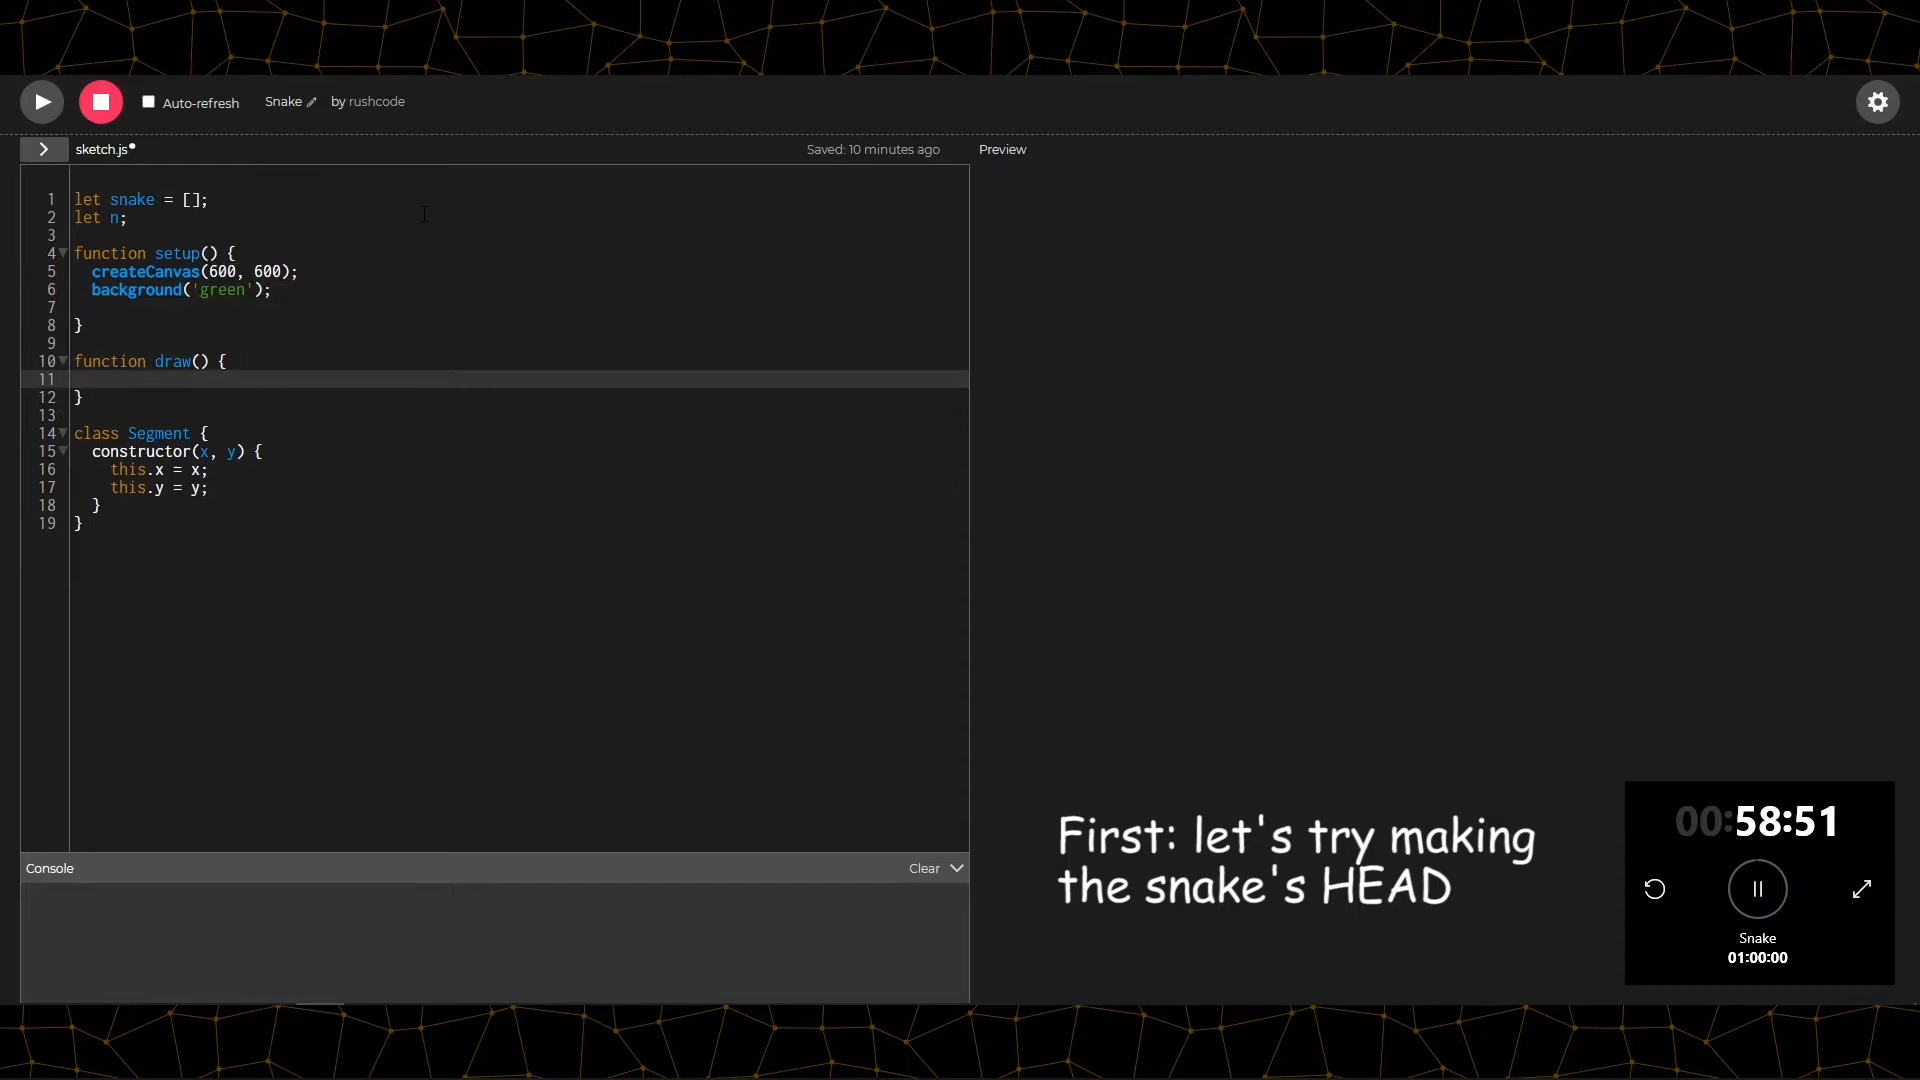 Auto-refresh
Snake
by rushcode
sketch.js
Saved: 10 minutes ago
Preview
1 let snake = [];
2 let n;
3
4 function setup() {
5 createCanvas(600, 600);
6 background('green');
7
8 }
9
10 function draw() {
11
12 }
13
14 class Segment {
15 constructor(x, y) {
16 this.x = x;
17 this.y = y;
18 }
19 }
Console
Clear
First: let's try making
the snake's HEAD
00:58:51
Snake
01:00:00